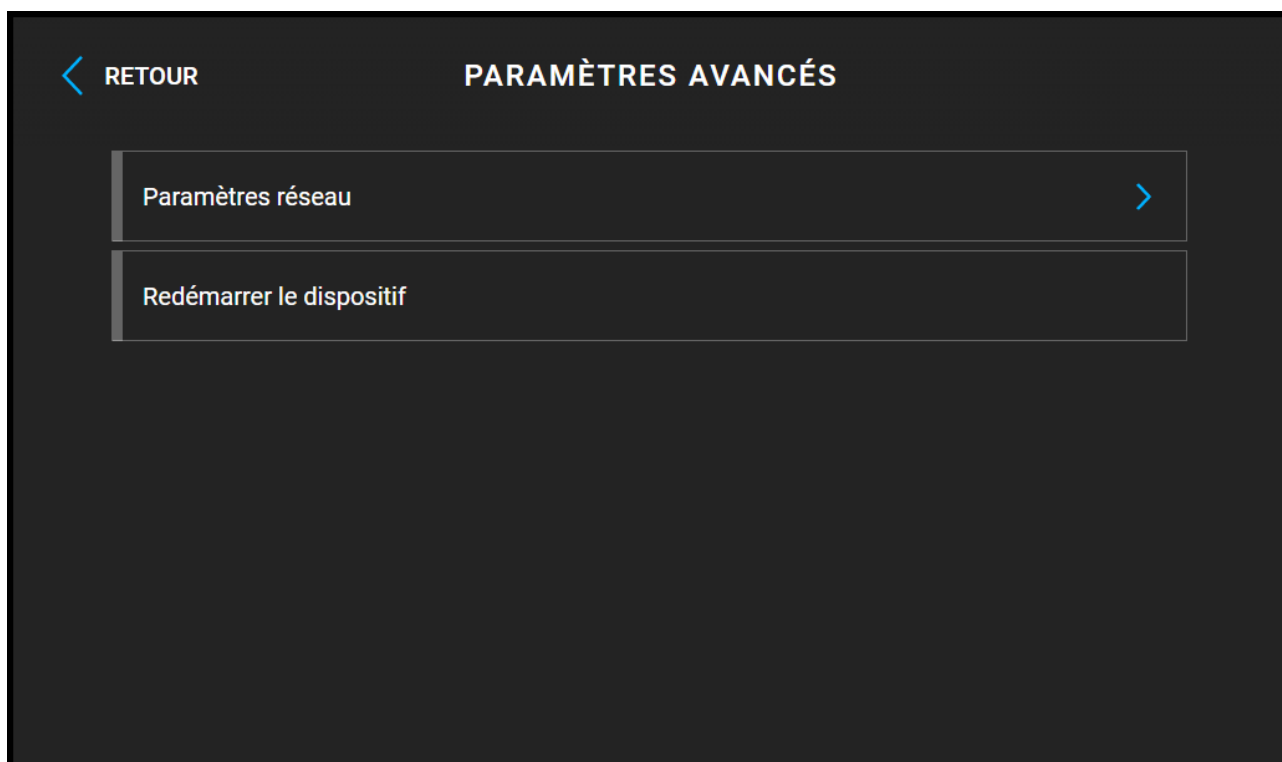 RETOUR
PARAMÈTRES AVANCÉS
Paramètres réseau
Redémarrer le dispositif